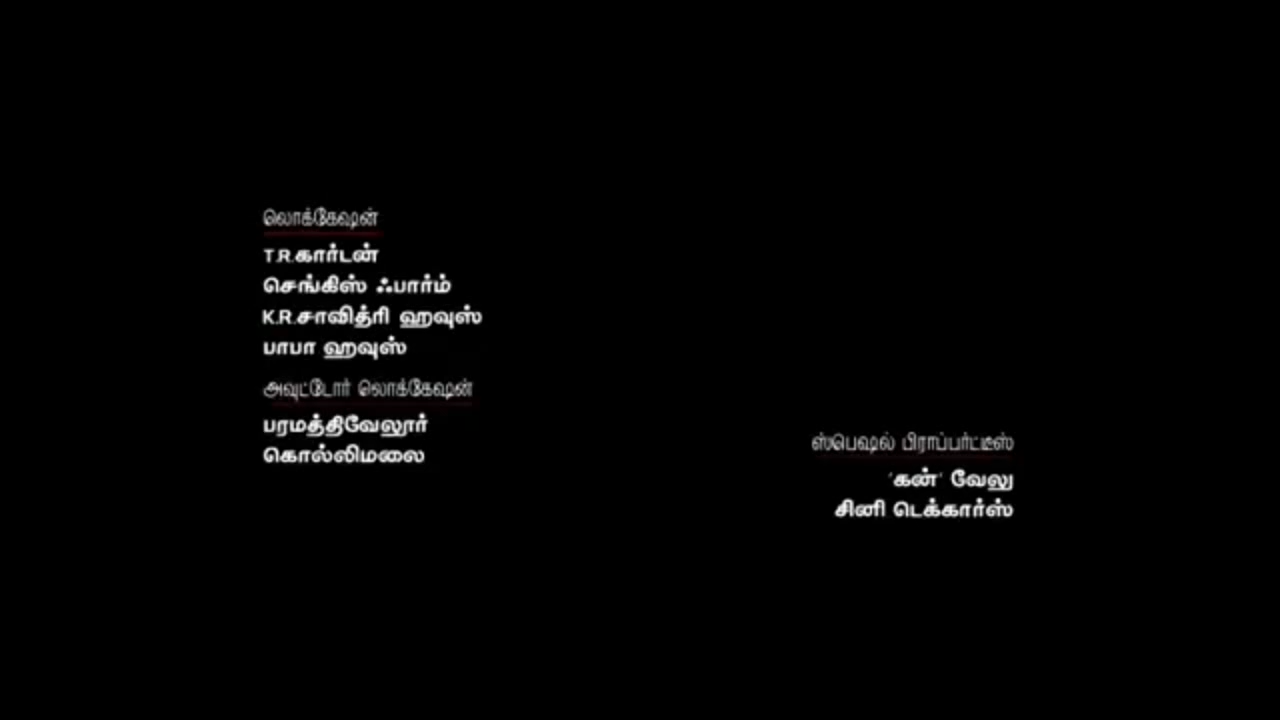 லொக்கேஷன்
T.R.கார்டன்
செங்கிஸ் ஃபார்ம்
K.R.சாவித்ரி ஹவுஸ்
பாபா ஹவுஸ்
அவுட்டோர் லொக்கேஷன்
பரமத்திவேலூர்
கொல்லிமலை
ஸ்பெஷல் பிராப்பர்ட்டீஸ்
'கன்' வேலு
சினி டெக்கார்ஸ்